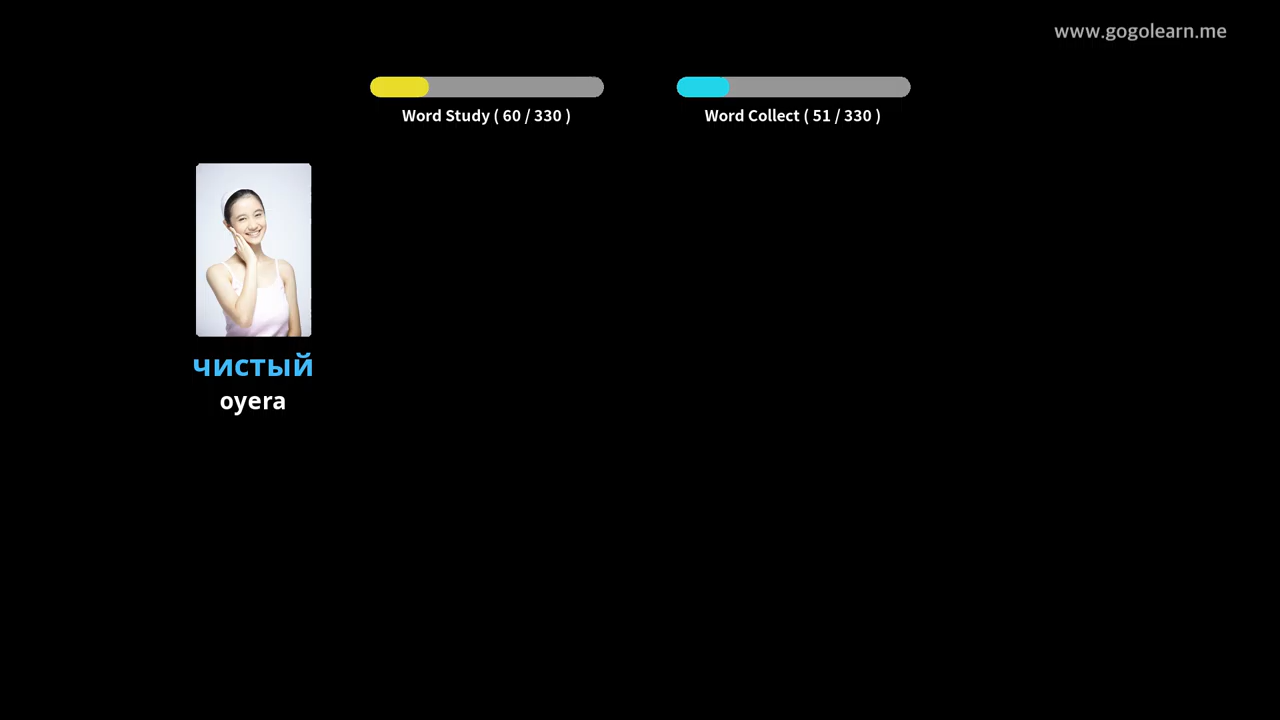 www.gogolearn.me
Word Study ( 60 / 330 )
Word Collect ( 51 / 330 )
чистый
oyera